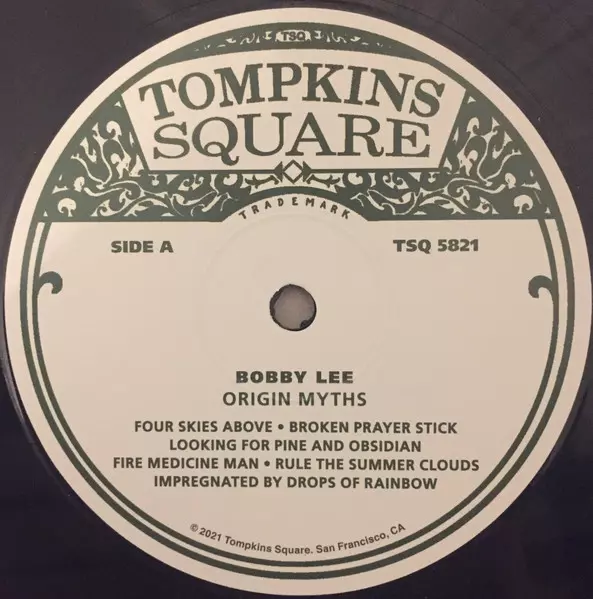 TSQ
TOMPKINS
SQUARE
TRADEMARK
SIDE A
TSQ 5821
BOBBY LEE
ORIGIN MYTHS
FOUR SKIES ABOVE • BROKEN PRAYER STICK
LOOKING FOR PINE AND OBSIDIAN
FIRE MEDICINE MAN • RULE THE SUMMER CLOUDS
IMPREGNATED BY DROPS OF RAINBOW
© 2021 Tompkins Square. San Francisco, CA